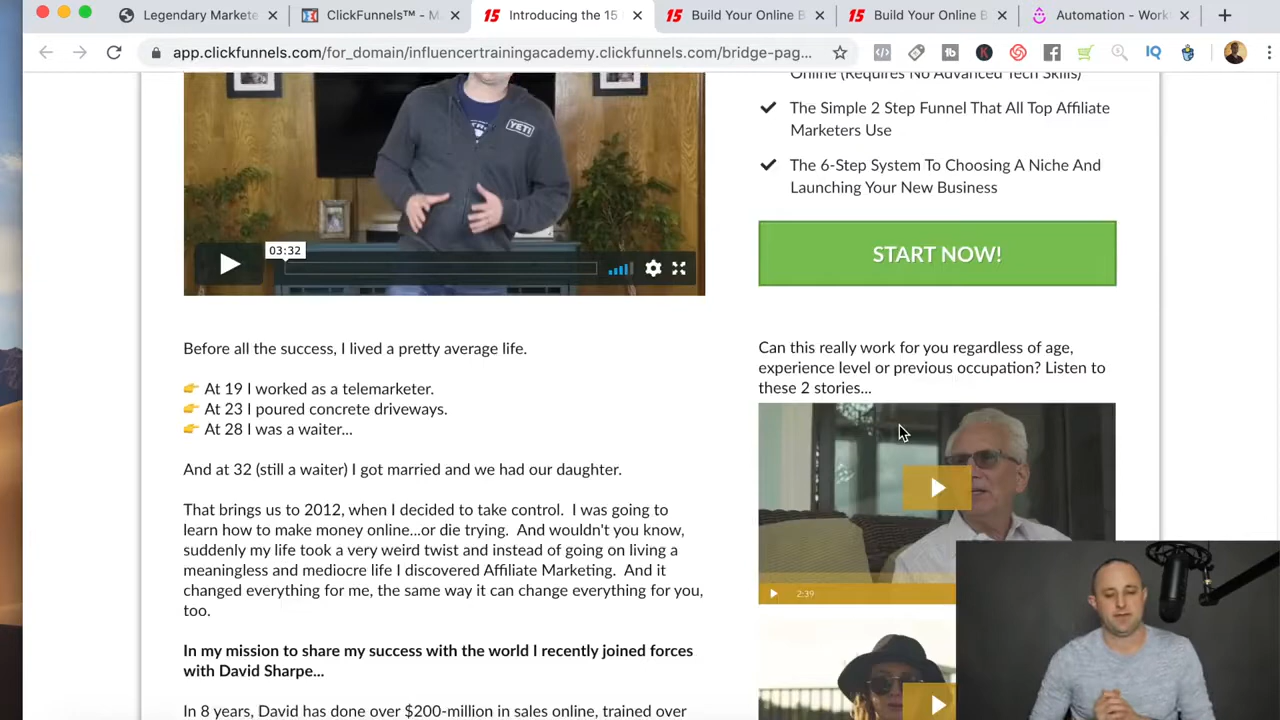 Legendary Markete
ClickFunnels™ - M
15 Introducing the 15
15 Build Your Online B
15 Build Your Online B
Automation - Work
app.clickfunnels.com/for_domain/influencertrainingacademy.clickfunnels.com/bridge-pag...
Online (Requires No Advanced Tech Skills)
The Simple 2 Step Funnel That All Top Affiliate
Marketers Use
The 6-Step System To Choosing A Niche And
Launching Your New Business
START NOW!
YETI
03:32
Before all the success, I lived a pretty average life.
At 19 I worked as a telemarketer.
At 23 I poured concrete driveways.
At 28 I was a waiter...
And at 32 (still a waiter) I got married and we had our daughter.
That brings us to 2012, when I decided to take control. I was going to
learn how to make money online...or die trying. And wouldn't you know,
suddenly my life took a very weird twist and instead of going on living a
meaningless and mediocre life I discovered Affiliate Marketing. And it
changed everything for me, the same way it can change everything for you,
too.
In my mission to share my success with the world I recently joined forces
with David Sharpe...
In 8 years, David has done over $200-million in sales online, trained over
Can this really work for you regardless of age,
experience level or previous occupation? Listen to
these 2 stories...
2:39